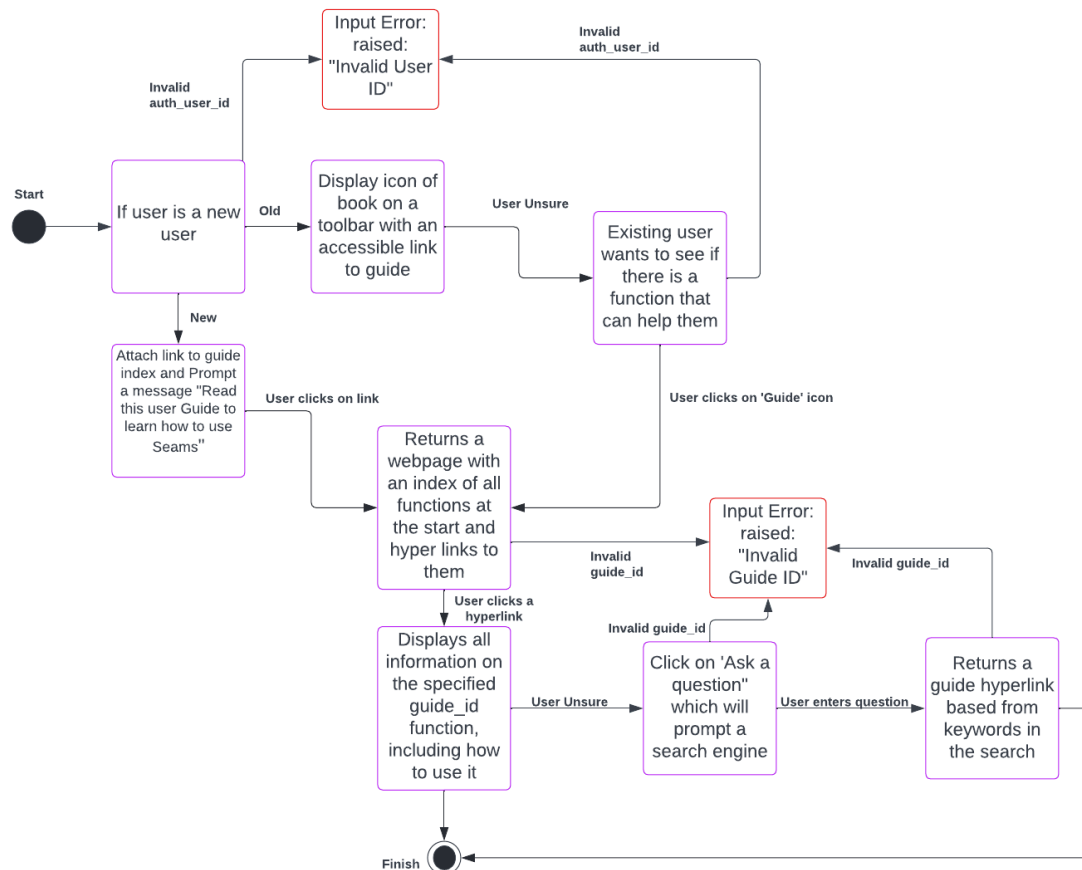 Input Error:
raised:
"Invalid User
ID"
Invalid
auth_user_id
Invalid
auth_user_id
Start
If user is a new
user
Old
Display icon of
book on a
toolbar with an
accessible link
to guide
User Unsure
Existing user
wants to see if
there is a
function that
can help them
New
Attach link to guide
index and Prompt
a message "Read
this user Guide to
learn how to use
Seams"
User clicks on link
User clicks on 'Guide' icon
Returns a
webpage with
an index of all
functions at
the start and
hyper links to
them
Invalid
guide_id
Input Error:
raised:
"Invalid
Guide ID"
Invalid guide_id
User clicks a
hyperlink
Invalid guide_id
Displays all
information on
the specified
guide_id
function,
including how
to use it
User Unsure
Click on 'Ask a
question"
which will
prompt a
search engine
User enters question
Returns a
guide hyperlink
based from
keywords in
the search
Finish